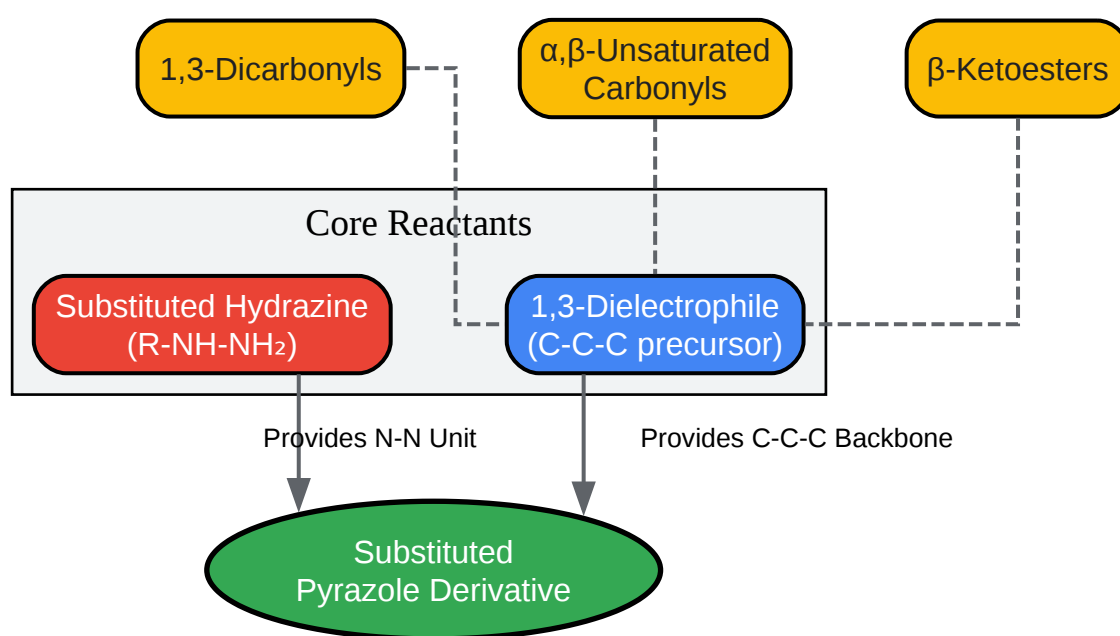 1,3-Dicarbonyls
α,β-Unsaturated
Carbonyls
β-Ketoesters
Core Reactants
Substituted Hydrazine
(R-NH-NH₂)
1,3-Dielectrophile
(C-C-C precursor)
Provides N-N Unit
Provides C-C-C Backbone
Substituted
Pyrazole Derivative